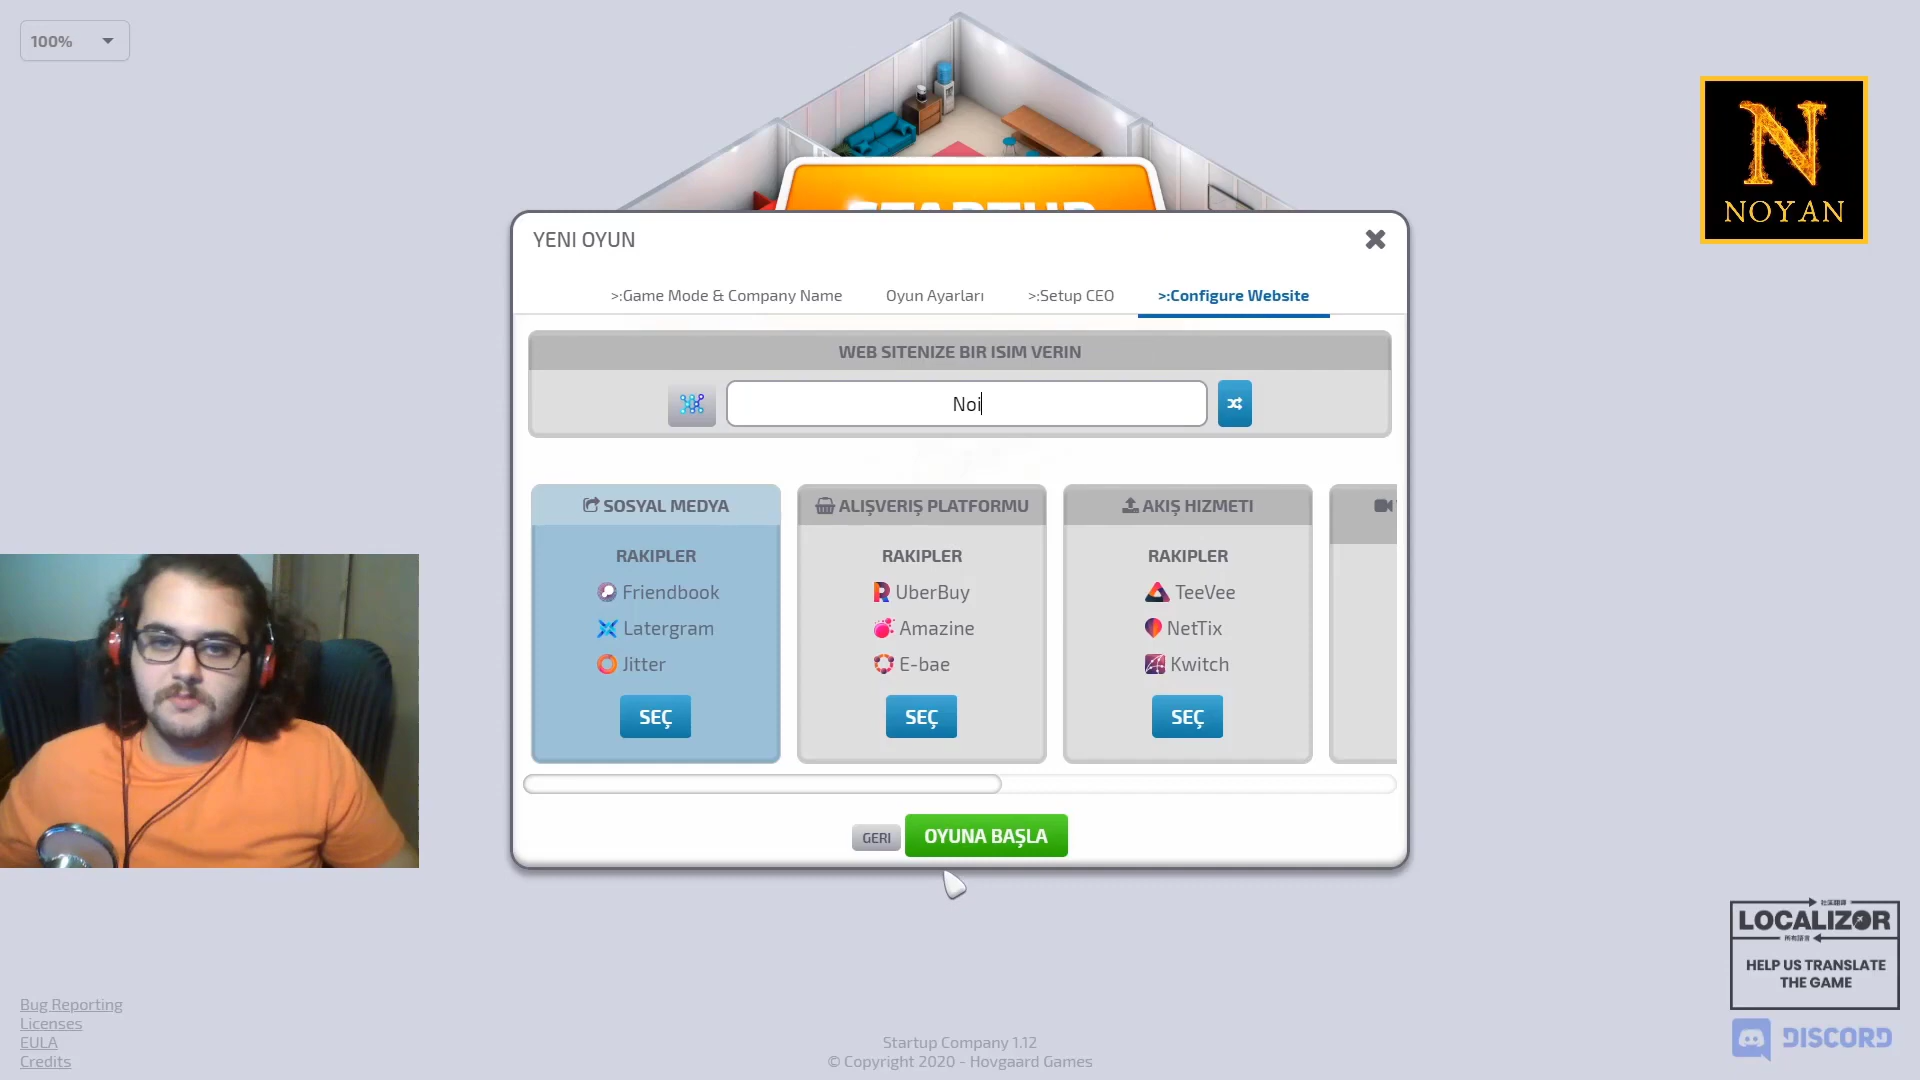 100%
NOYAN
YENI OYUN
>:Game Mode & Company Name
Oyun Ayarları
>:Setup CEO
>:Configure Website
WEB SITENIZE BIR ISIM VERIN
Noi
SOSYAL MEDYA
RAKIPLER
Friendbook
Latergram
Jitter
SEÇ
ALIŞVERIŞ PLATFORMU
RAKIPLER
UberBuy
Amazine
E-bae
SEÇ
AKIŞ HIZMETI
RAKIPLER
TeeVee
NetTix
Kwitch
SEÇ
GERI
OYUNA BAŞLA
LOCALIZOR
HELP US TRANSLATE
THE GAME
DISCORD
Bug Reporting
Licenses
EULA
Credits
Startup Company 1.12
© Copyright 2020 - Hovgaard Games